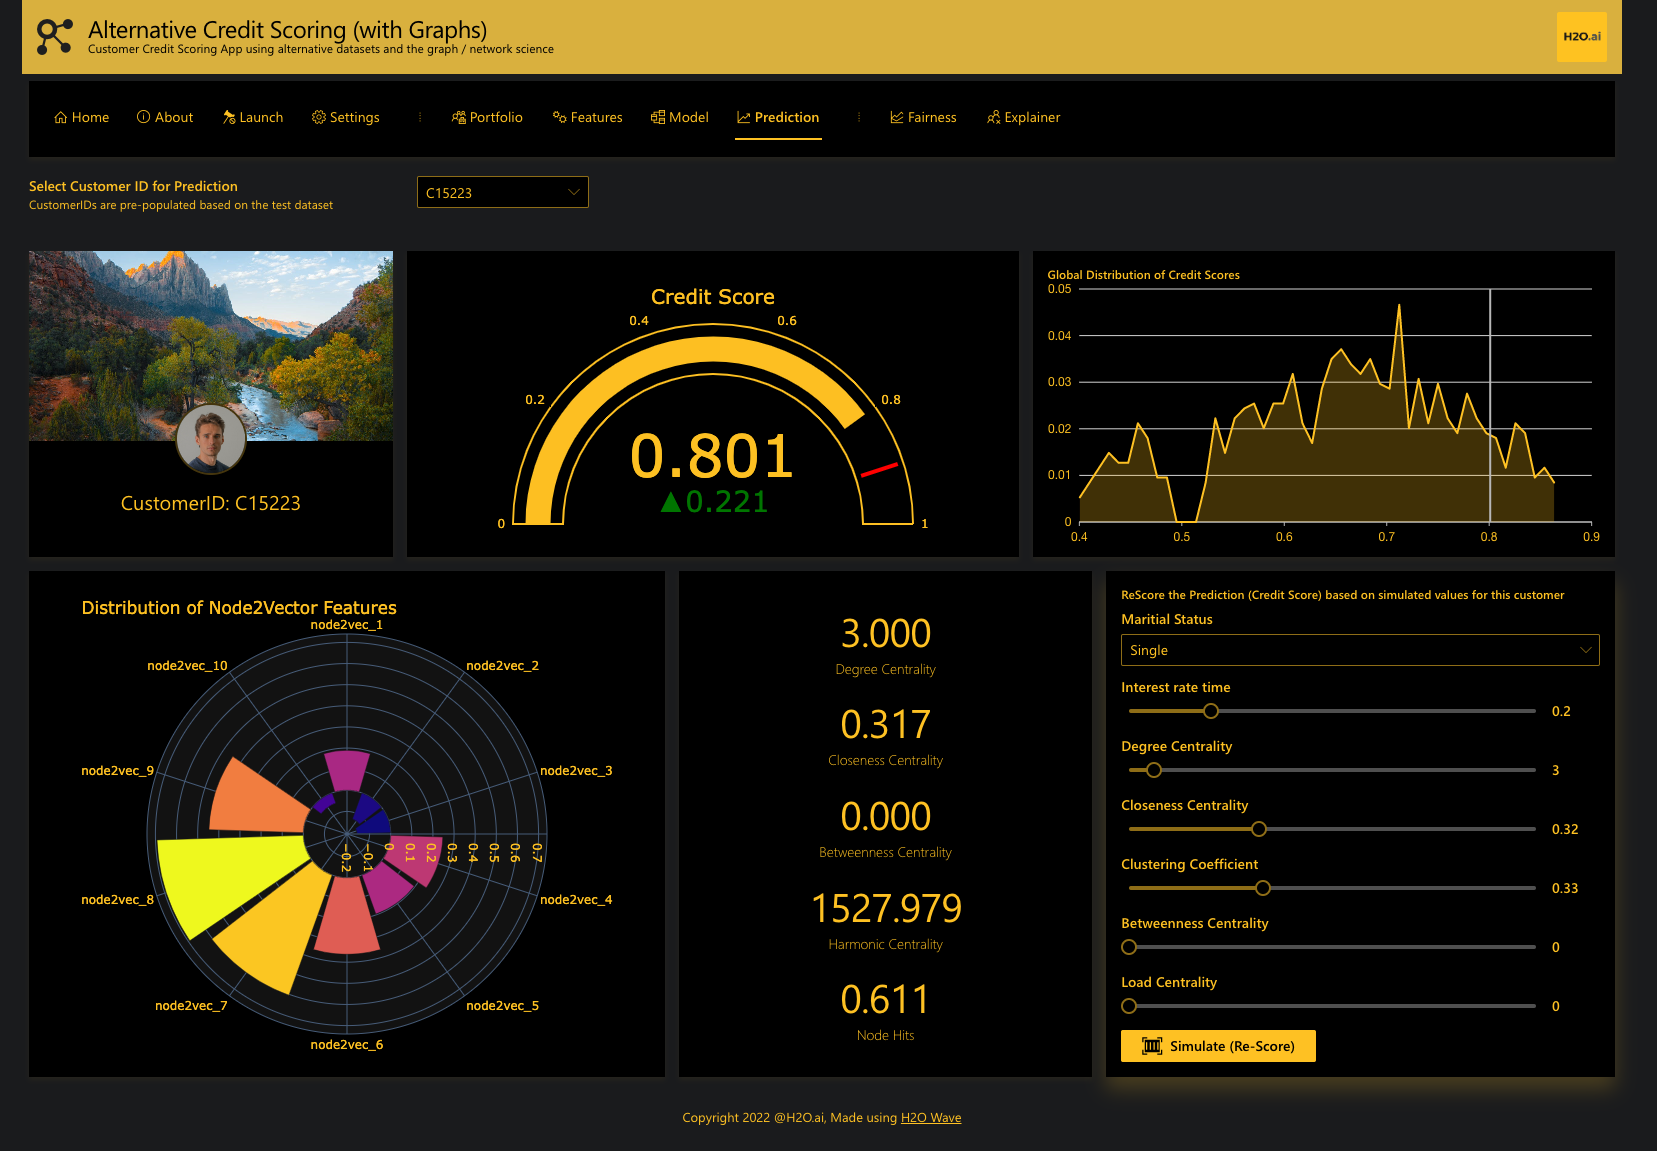 Alternative Credit Scoring (with Graphs)
Customer Credit Scoring App using alternative datasets and the graph / network science
H2O.ai
Home
About
Launch
Settings
Portfolio
Features
Model
Prediction
Fairness
Explainer
Select Customer ID for Prediction
CustomerIDs are pre-populated based on the test dataset
C15223
CustomerID: C15223
Credit Score
0
0.2
0.4
0.6
0.8
1
0.801
▲0.221
Global Distribution of Credit Scores
0.05
0.04
0.03
0.02
0.01
0
0.4
0.5
0.6
0.7
0.8
0.9
Distribution of Node2Vector Features
node2vec_1
node2vec_2
node2vec_3
node2vec_4
node2vec_5
node2vec_6
node2vec_7
node2vec_8
node2vec_9
node2vec_10
−0.2
−0.1
0
0.1
0.2
0.3
0.4
0.5
0.6
0.7
3.000
Degree Centrality
0.317
Closeness Centrality
0.000
Betweenness Centrality
1527.979
Harmonic Centrality
0.611
Node Hits
ReScore the Prediction (Credit Score) based on simulated values for this customer
Maritial Status
Single
Interest rate time
0.2
Degree Centrality
3
Closeness Centrality
0.32
Clustering Coefficient
0.33
Betweenness Centrality
0
Load Centrality
0
Simulate (Re-Score)
Copyright 2022 @H2O.ai, Made using H2O Wave